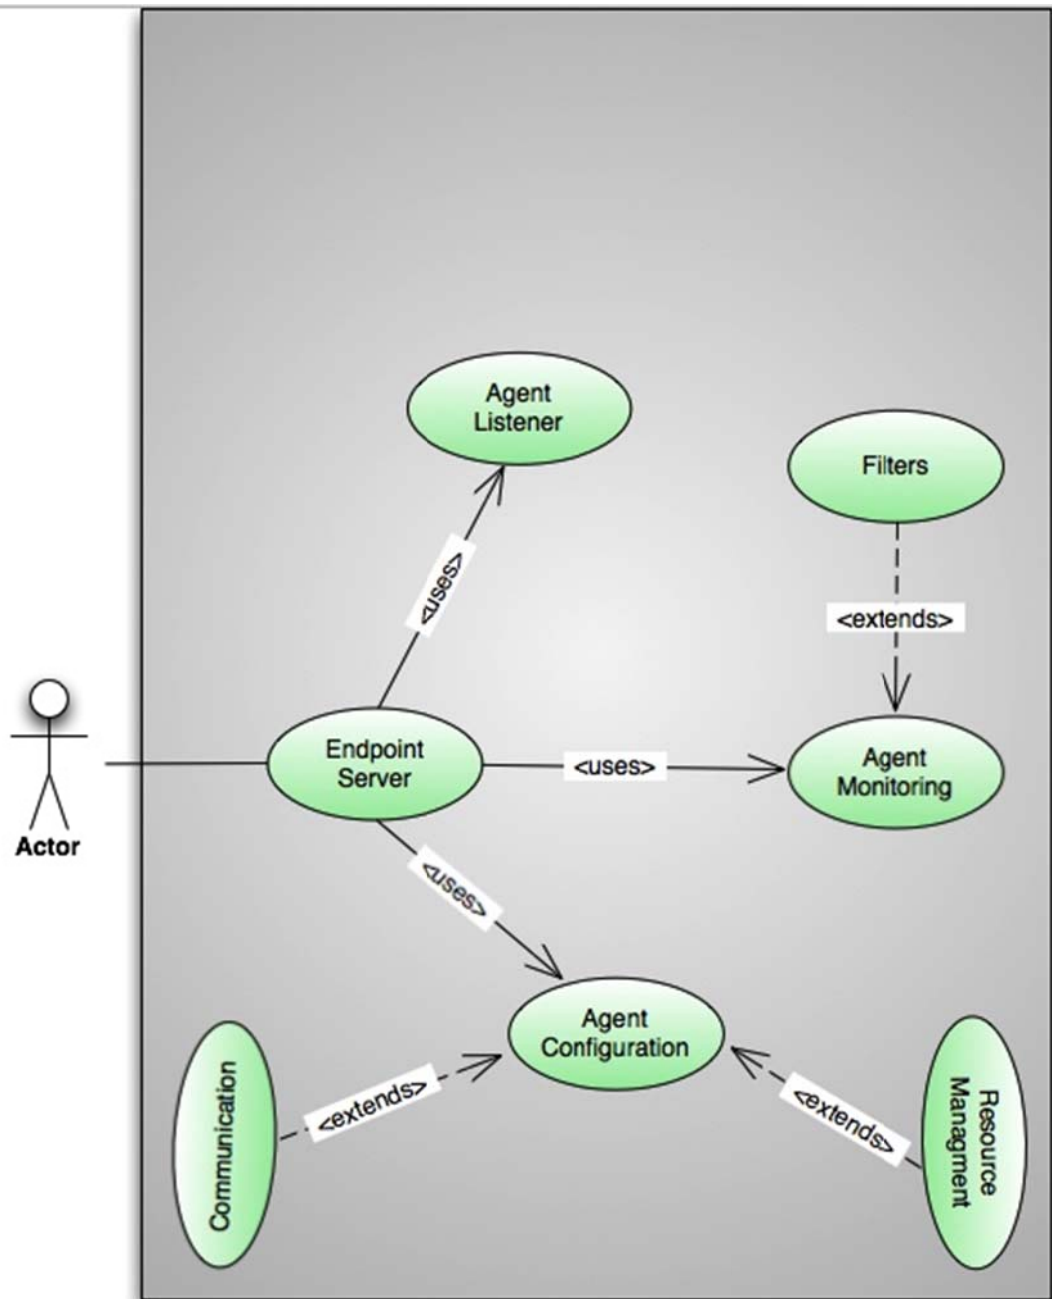 Agent
Listener
Filters
<uses>
<extends>
Endpoint
Server
<uses>
Agent
Monitoring
Actor
<uses>
Agent
Configuration
Communication
<extends>
<extends>
Resource
Managment